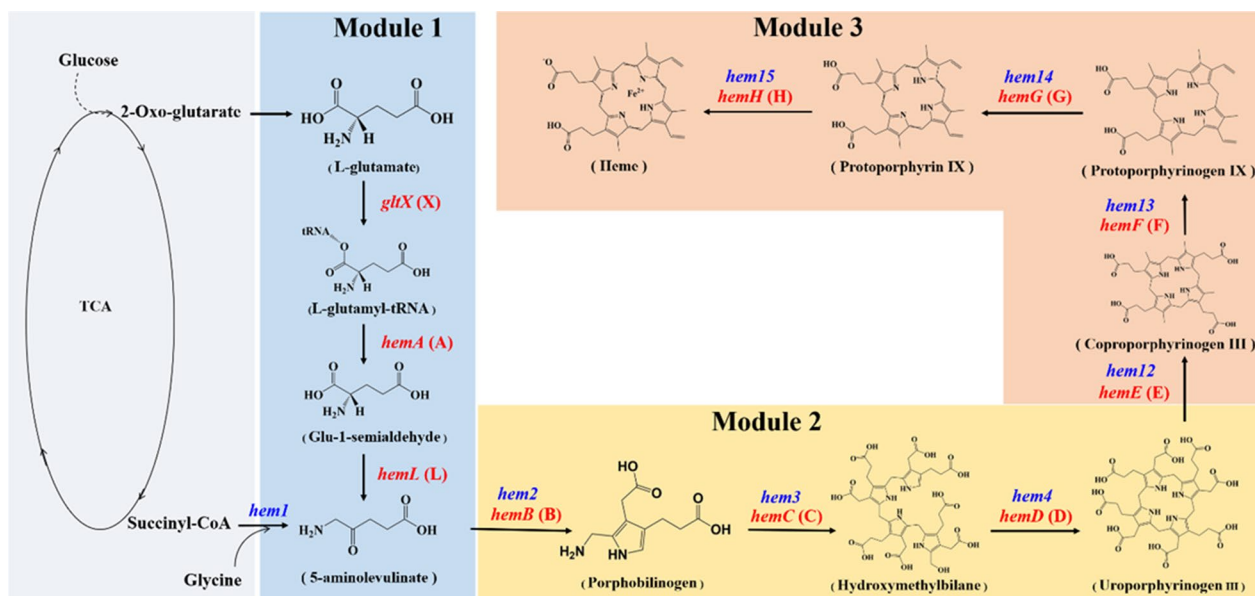 Module 1
Module 3
Glucose
2-Oxo-glutarate
TCA
Succinyl-CoA
Glycine
hem1
( L-glutamate)
gltX (X)
tRNA
( L-glutamyl-tRNA )
hemA (A)
( Glu-1-semialdehyde )
hemL (L)
( 5-aminolevulinate )
Module 2
hem2
hemB (B)
( Porphobilinogen )
hem3
hemC (C)
( Hydroxymethylbilane )
hem4
hemD (D)
( Uroporphyrinogen III )
hem12
hemE (E)
( Coproporphyrinogen III )
hem13
hemF (F)
( Protoporphyrinogen IX )
hem14
hemG (G)
( Protoporphyrin IX )
hem15
hemH (H)
( Heme )